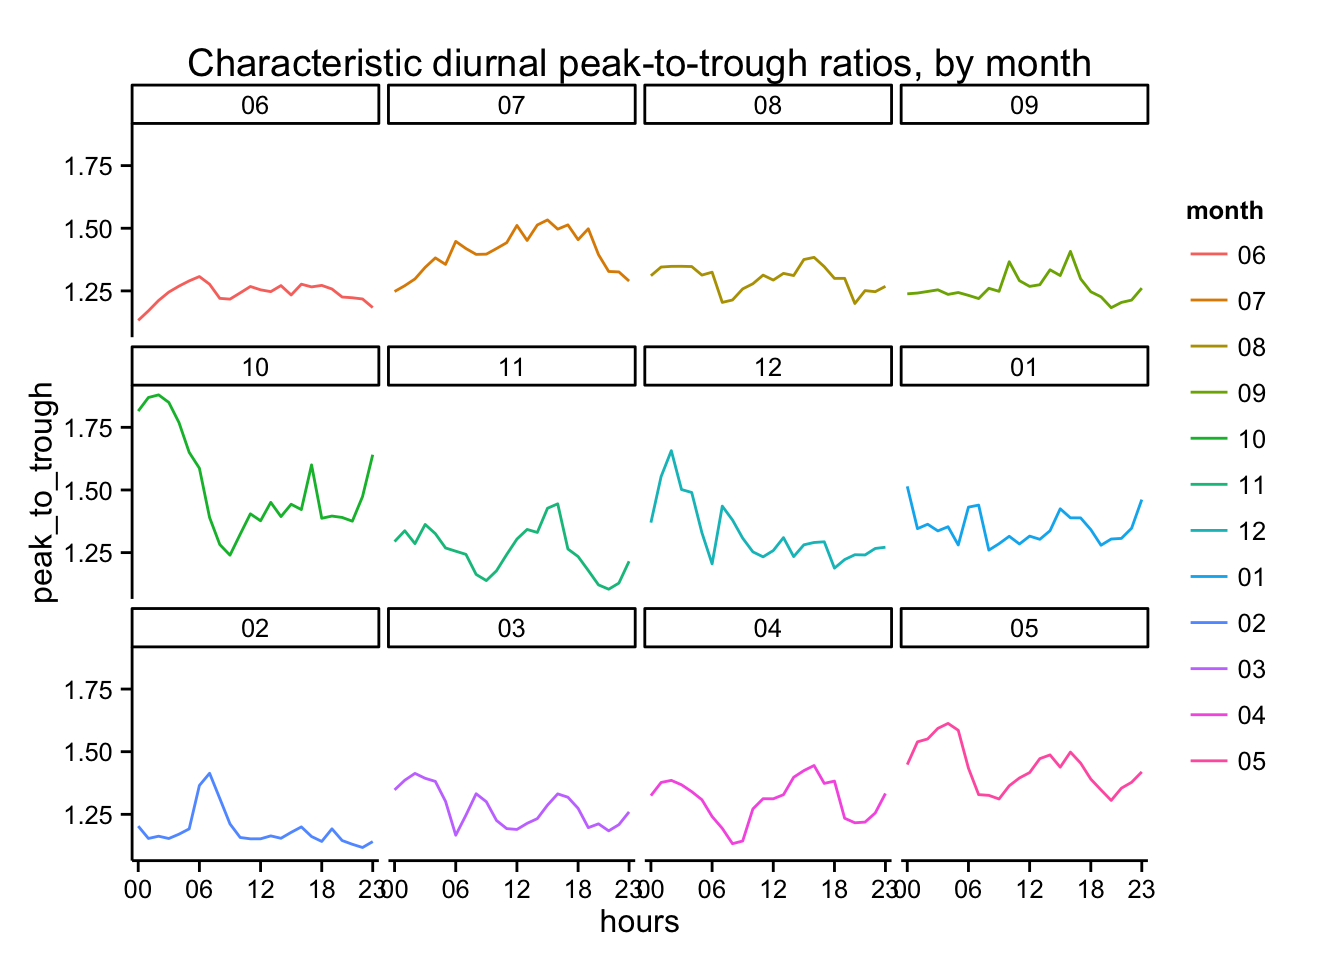 Characteristic diurnal peak-to-trough ratios, by month
06 07 08 09
1.75
1.50
1.25
10 11 12 01
1.75
1.50
1.25
02 03 04 05
1.75
1.50
1.25
00 06 12 18 23 00 06 12 18 23 00 06 12 18 23 00 06 12 18 23
hours
peak_to_trough
month
06
07
08
09
10
11
12
01
02
03
04
05